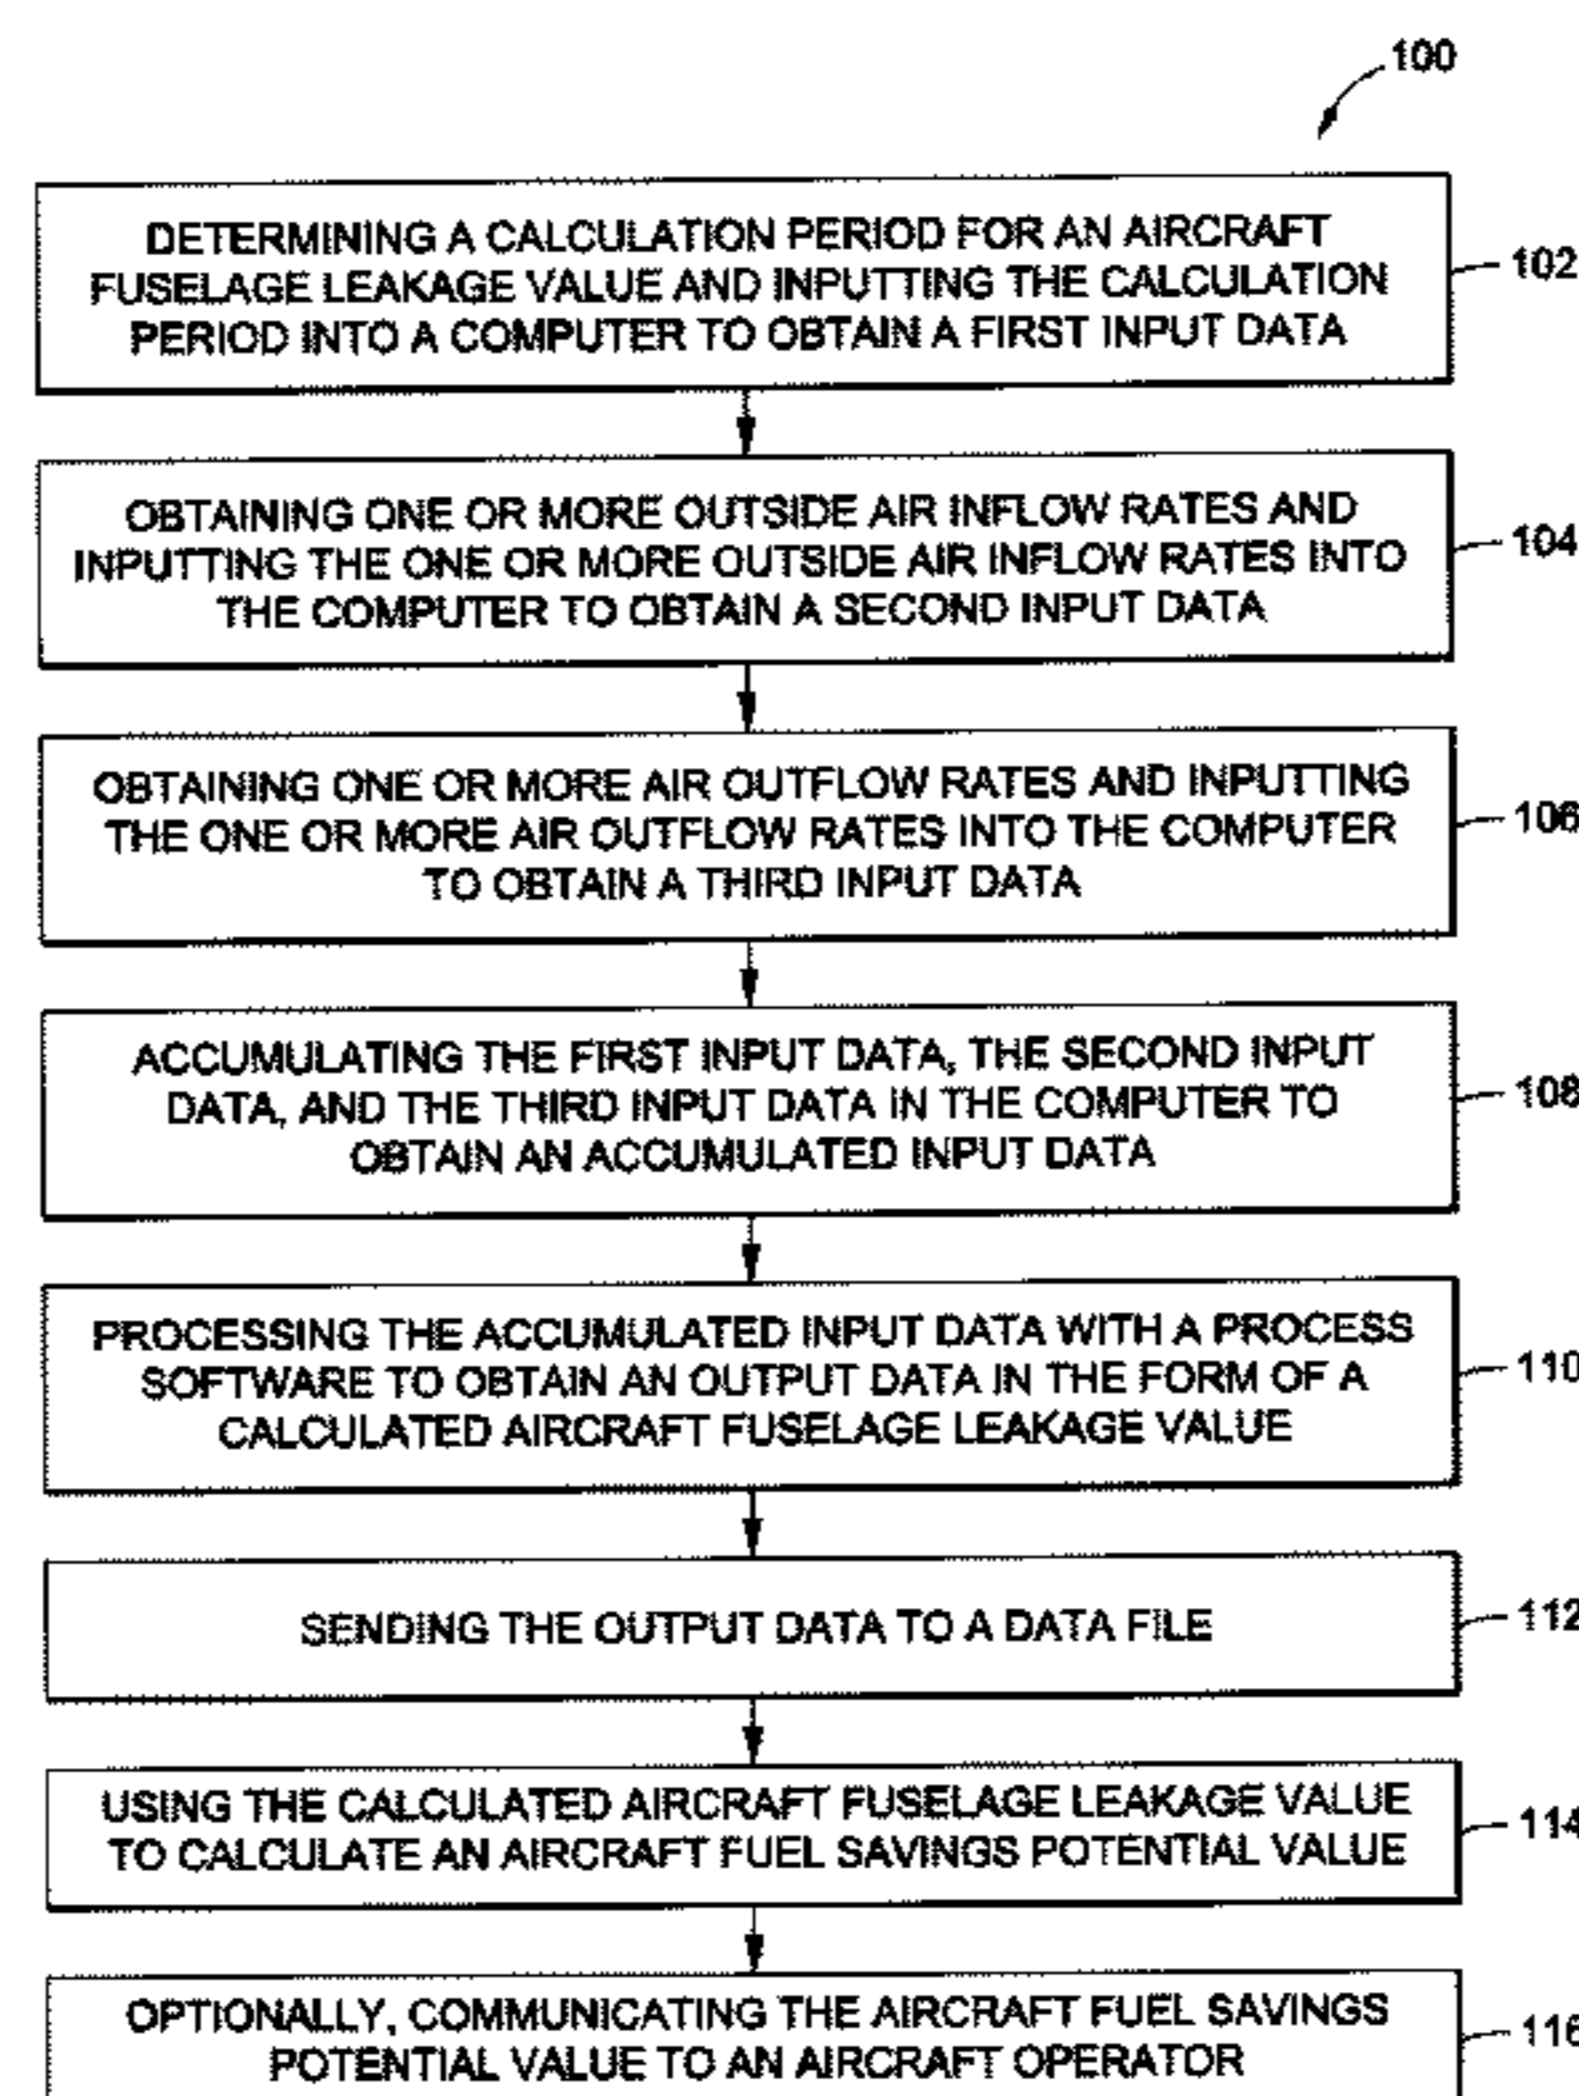 100
DETERMINING A CALCULATION PERIOD FOR AN AIRCRAFT
FUSELAGE LEAKAGE VALUE AND INPUTTING THE CALCULATION
PERIOD INTO A COMPUTER TO OBTAIN A FIRST INPUT DATA
102
OBTAINING ONE OR MORE OUTSIDE AIR INFLOW RATES AND
INPUTTING THE ONE OR MORE OUTSIDE AIR INFLOW RATES INTO
THE COMPUTER TO OBTAIN A SECOND INPUT DATA
104
OBTAINING ONE OR MORE AIR OUTFLOW RATES AND INPUTTING
THE ONE OR MORE AIR OUTFLOW RATES INTO THE COMPUTER
TO OBTAIN A THIRD INPUT DATA
106
ACCUMULATING THE FIRST INPUT DATA, THE SECOND INPUT
DATA, AND THE THIRD INPUT DATA IN THE COMPUTER TO
OBTAIN AN ACCUMULATED INPUT DATA
108
PROCESSING THE ACCUMULATED INPUT DATA WITH A PROCESS
SOFTWARE TO OBTAIN AN OUTPUT DATA IN THE FORM OF A
CALCULATED AIRCRAFT FUSELAGE LEAKAGE VALUE
110
SENDING THE OUTPUT DATA TO A DATA FILE
112
USING THE CALCULATED AIRCRAFT FUSELAGE LEAKAGE VALUE
TO CALCULATE AN AIRCRAFT FUEL SAVINGS POTENTIAL VALUE
114
OPTIONALLY, COMMUNICATING THE AIRCRAFT FUEL SAVINGS
POTENTIAL VALUE TO AN AIRCRAFT OPERATOR
116